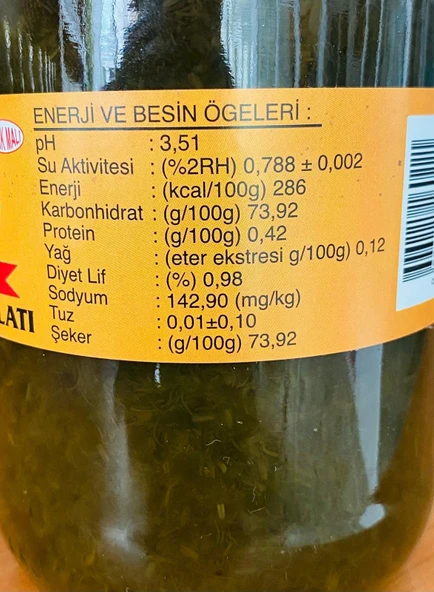 ENERJİ VE BESİN ÖGELERİ :
pH : 3,51
Su Aktivitesi : (%2RH) 0,788 ± 0,002
Enerji : (kcal/100g) 286
Karbonhidrat : (g/100g) 73,92
Protein : (g/100g) 0,42
Yağ : (eter ekstresi g/100g) 0,12
Diyet Lif : (%) 0,98
Sodyum : 142,90 (mg/kg)
Tuz : 0,01±0,10
Şeker : (g/100g) 73,92
MALI
LATI